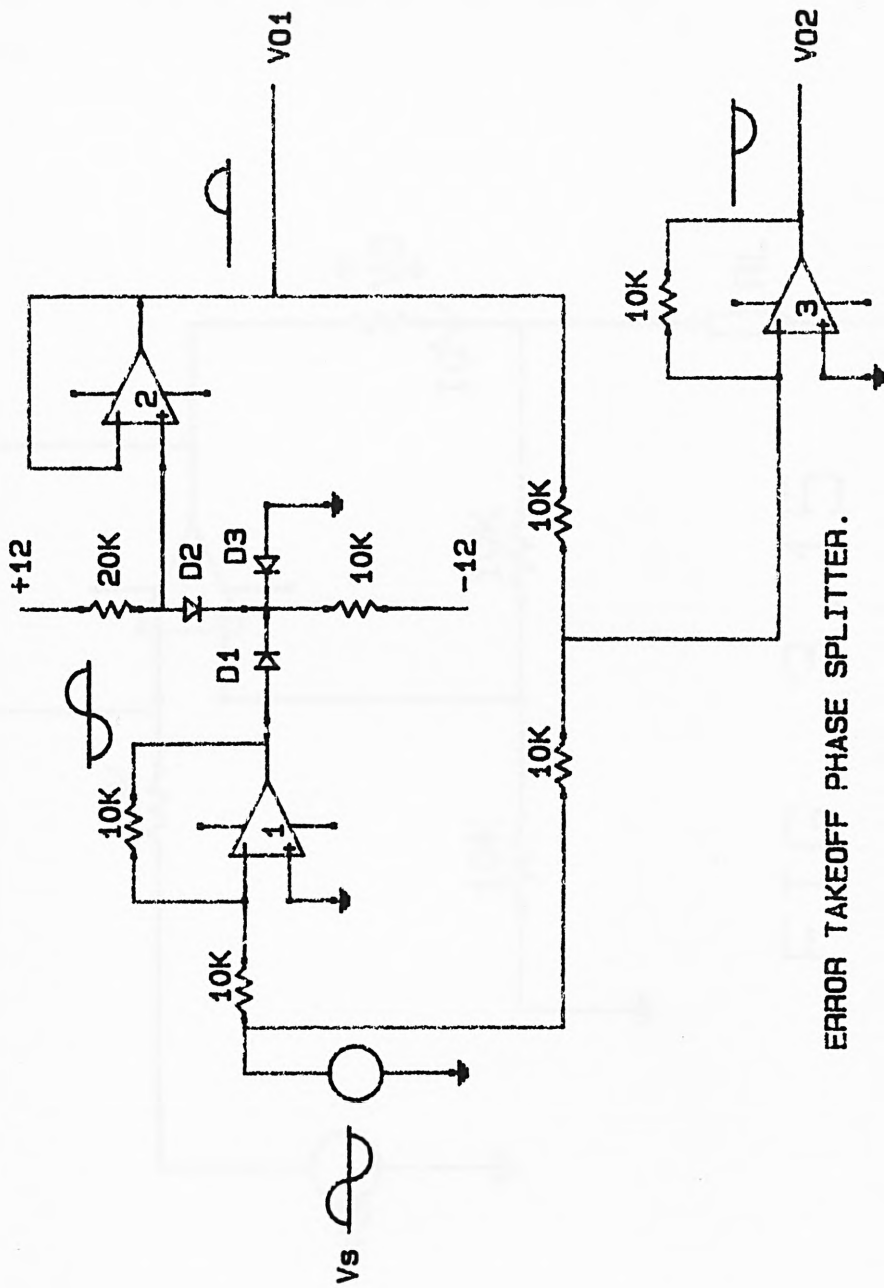 Vs
10K
10K
1
D1
+12
20K
D2
D3
10K
-12
2
V01
10K
10K
10K
3
V02
ERROR TAKEOFF PHASE SPLITTER.